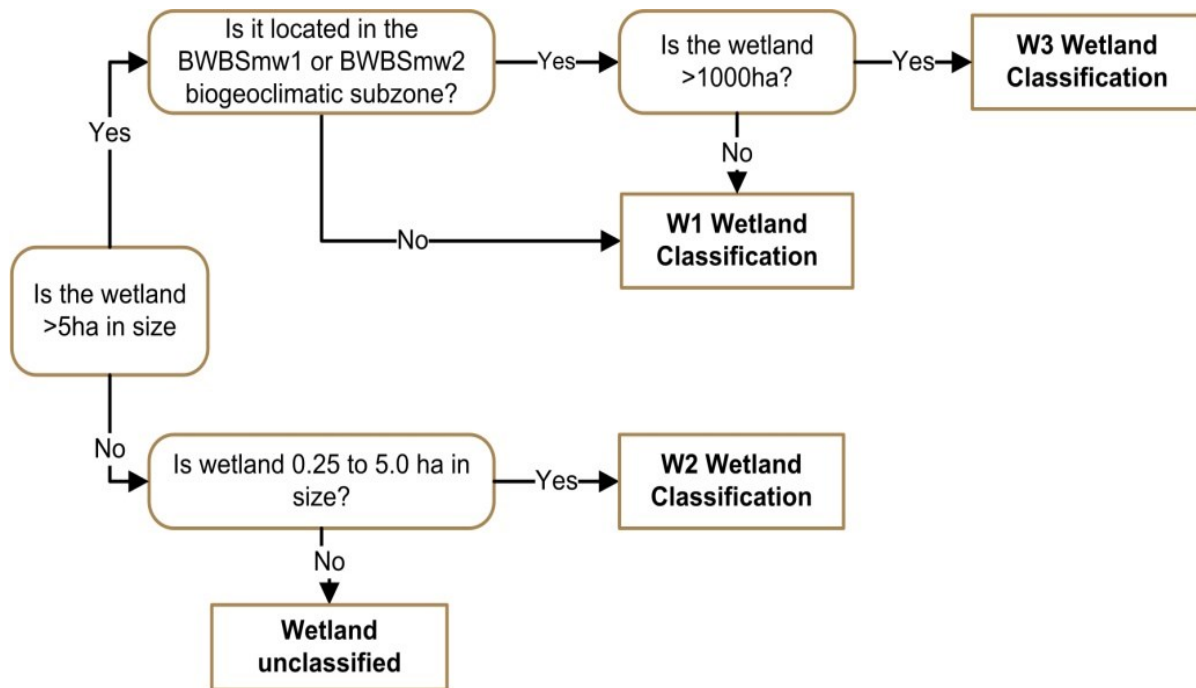 Is it located in the
BWBSmw1 or BWBSmw2
biogeoclimatic subzone?
Yes
Is the wetland
>1000ha?
Yes
W3 Wetland
Classification
Yes
No
No
W1 Wetland
Classification
Is the wetland
>5ha in size
No
Is wetland 0.25 to 5.0 ha in
size?
Yes
W2 Wetland
Classification
No
Wetland
unclassified